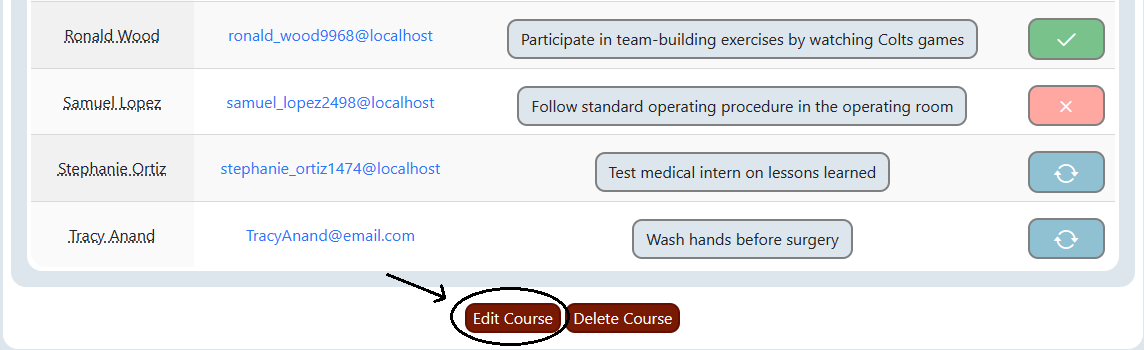 Ronald Wood ronald_wood9968@localhost Participate in team-building exercises by watching Colts games
Samuel Lopez samuel_lopez2498@localhost Follow standard operating procedure in the operating room
Stephanie Ortiz stephanie_ortiz1474@localhost Test medical intern on lessons learned
Tracy Anand TracyAnand@email.com Wash hands before surgery
Edit Course Delete Course